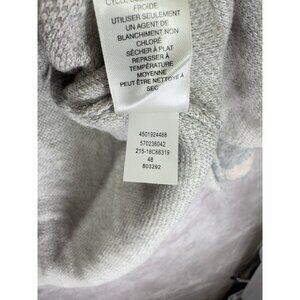 FROIDE
UTILISER SEULEMENT
UN AGENT DE
BLANCHIMENT NON
CHLORÉ
SÉCHER À PLAT
REPASSER À
TEMPÉRATURE
MOYENNE
PEUT ÊTRE NETTOYÉ À
SEC
4501924488
570236042
215-18C66319
48
803292